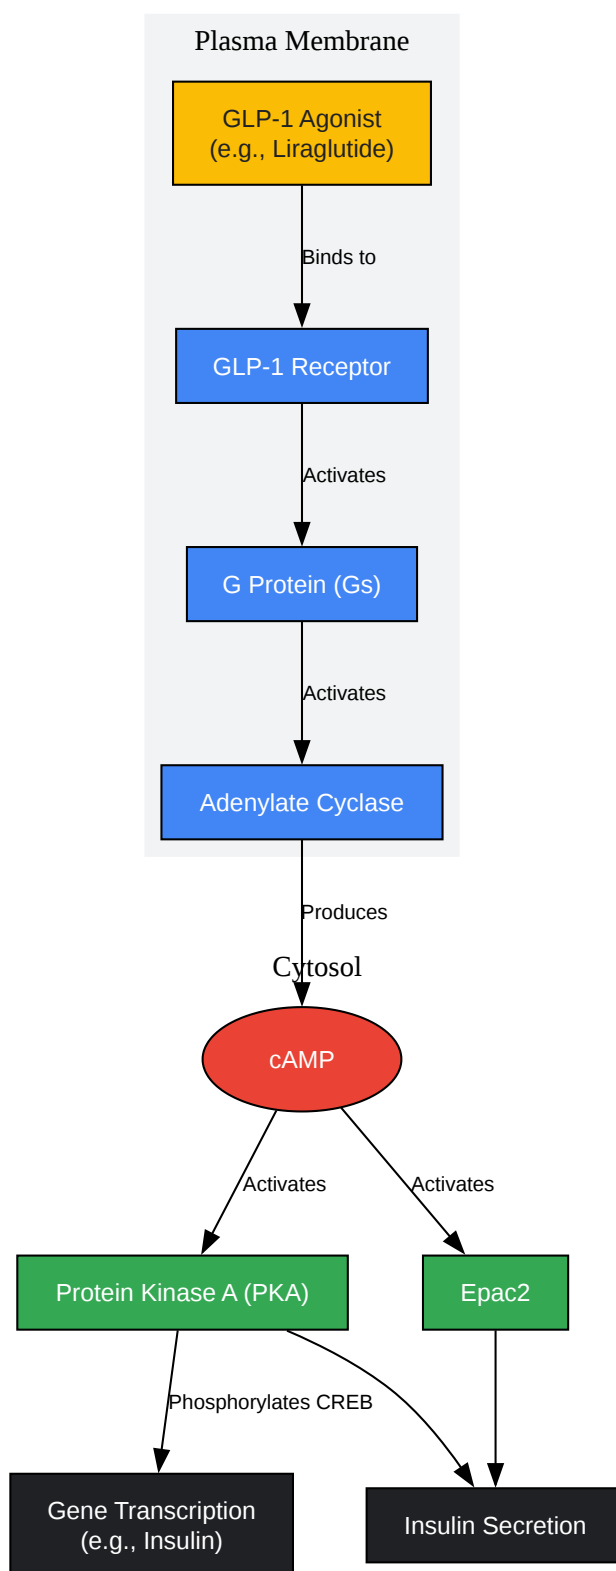 Plasma Membrane
GLP-1 Agonist
(e.g., Liraglutide)
Binds to
GLP-1 Receptor
Activates
G Protein (Gs)
Activates
Adenylate Cyclase
Produces
Cytosol
cAMP
Activates
Activates
Protein Kinase A (PKA)
Epac2
Phosphorylates CREB
Gene Transcription
(e.g., Insulin)
Insulin Secretion